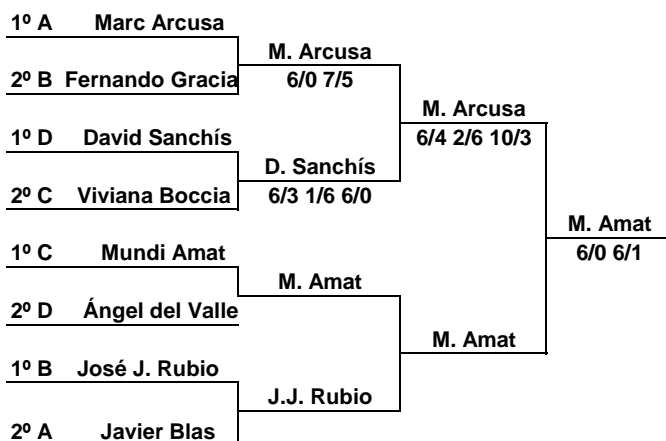 1º A Marc Arcusa
M. Arcusa
2º B Fernando Gracia
6/0 7/5
M. Arcusa
1º D David Sanchís
6/4 2/6 10/3
D. Sanchís
2º C Viviana Boccia
6/3 1/6 6/0
M. Amat
1º C Mundi Amat
6/0 6/1
M. Amat
2º D Ángel del Valle
M. Amat
1º B José J. Rubio
J.J. Rubio
2º A Javier Blas